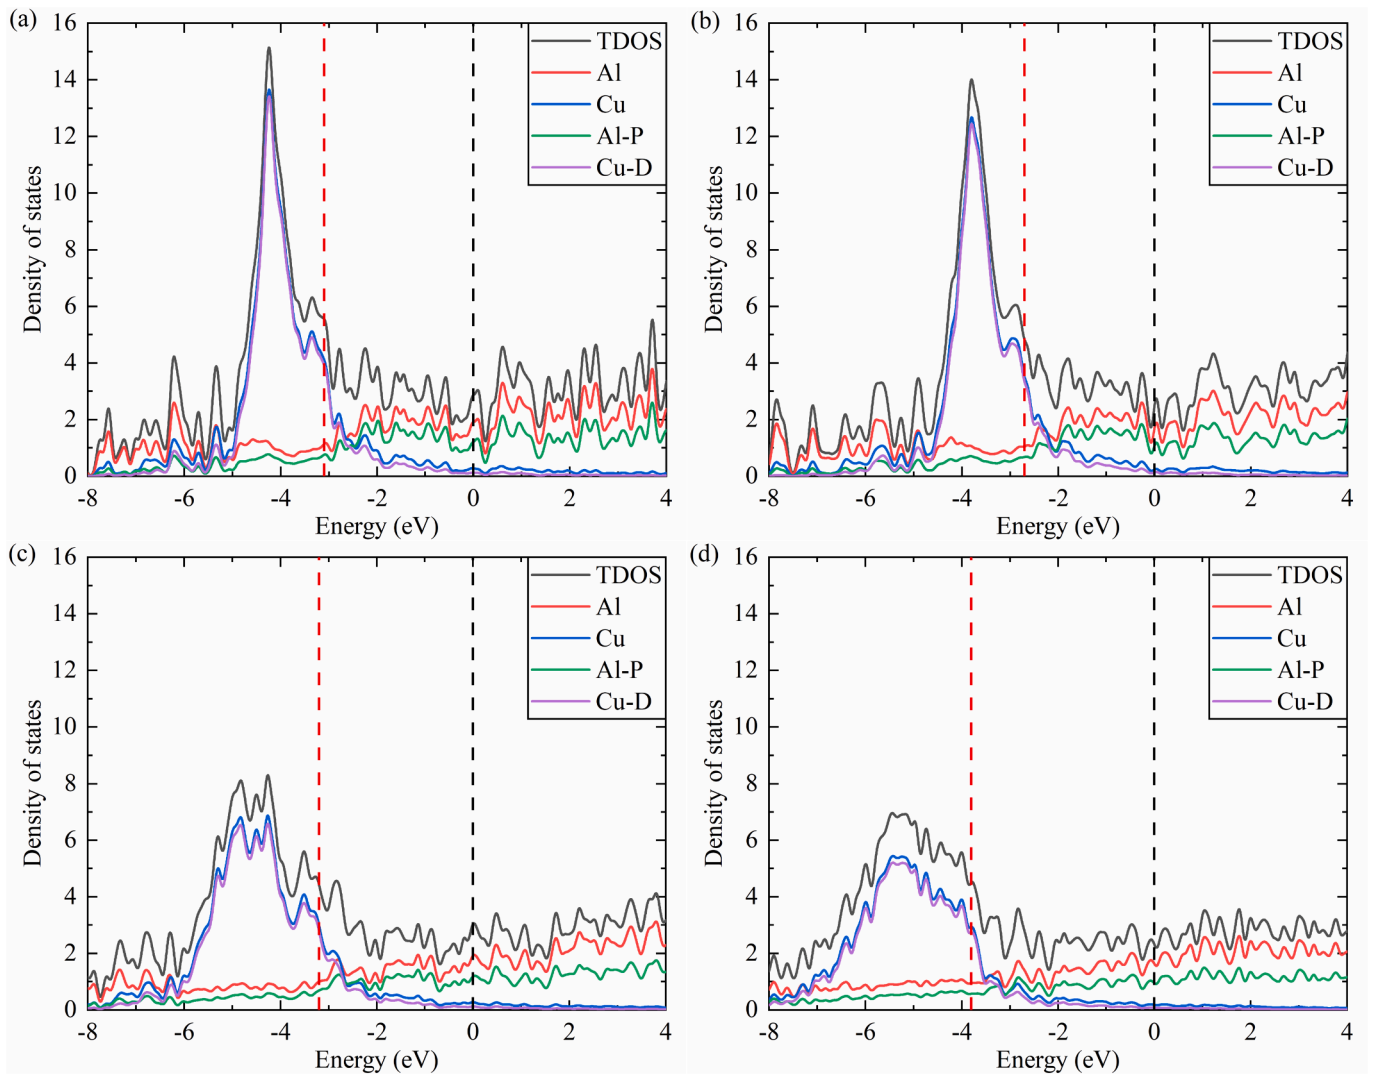 (a)
16
14
12
10
8
6
4
2
0
Density of states
TDOS
Al
Cu
Al-P
Cu-D
-8 -6 -4 -2 0 2 4
Energy (eV)
(b)
16
14
12
10
8
6
4
2
0
Density of states
TDOS
Al
Cu
Al-P
Cu-D
-8 -6 -4 -2 0 2 4
Energy (eV)
(c)
16
14
12
10
8
6
4
2
0
Density of states
TDOS
Al
Cu
Al-P
Cu-D
-8 -6 -4 -2 0 2 4
Energy (eV)
(d)
16
14
12
10
8
6
4
2
0
Density of states
TDOS
Al
Cu
Al-P
Cu-D
-8 -6 -4 -2 0 2 4
Energy (eV)